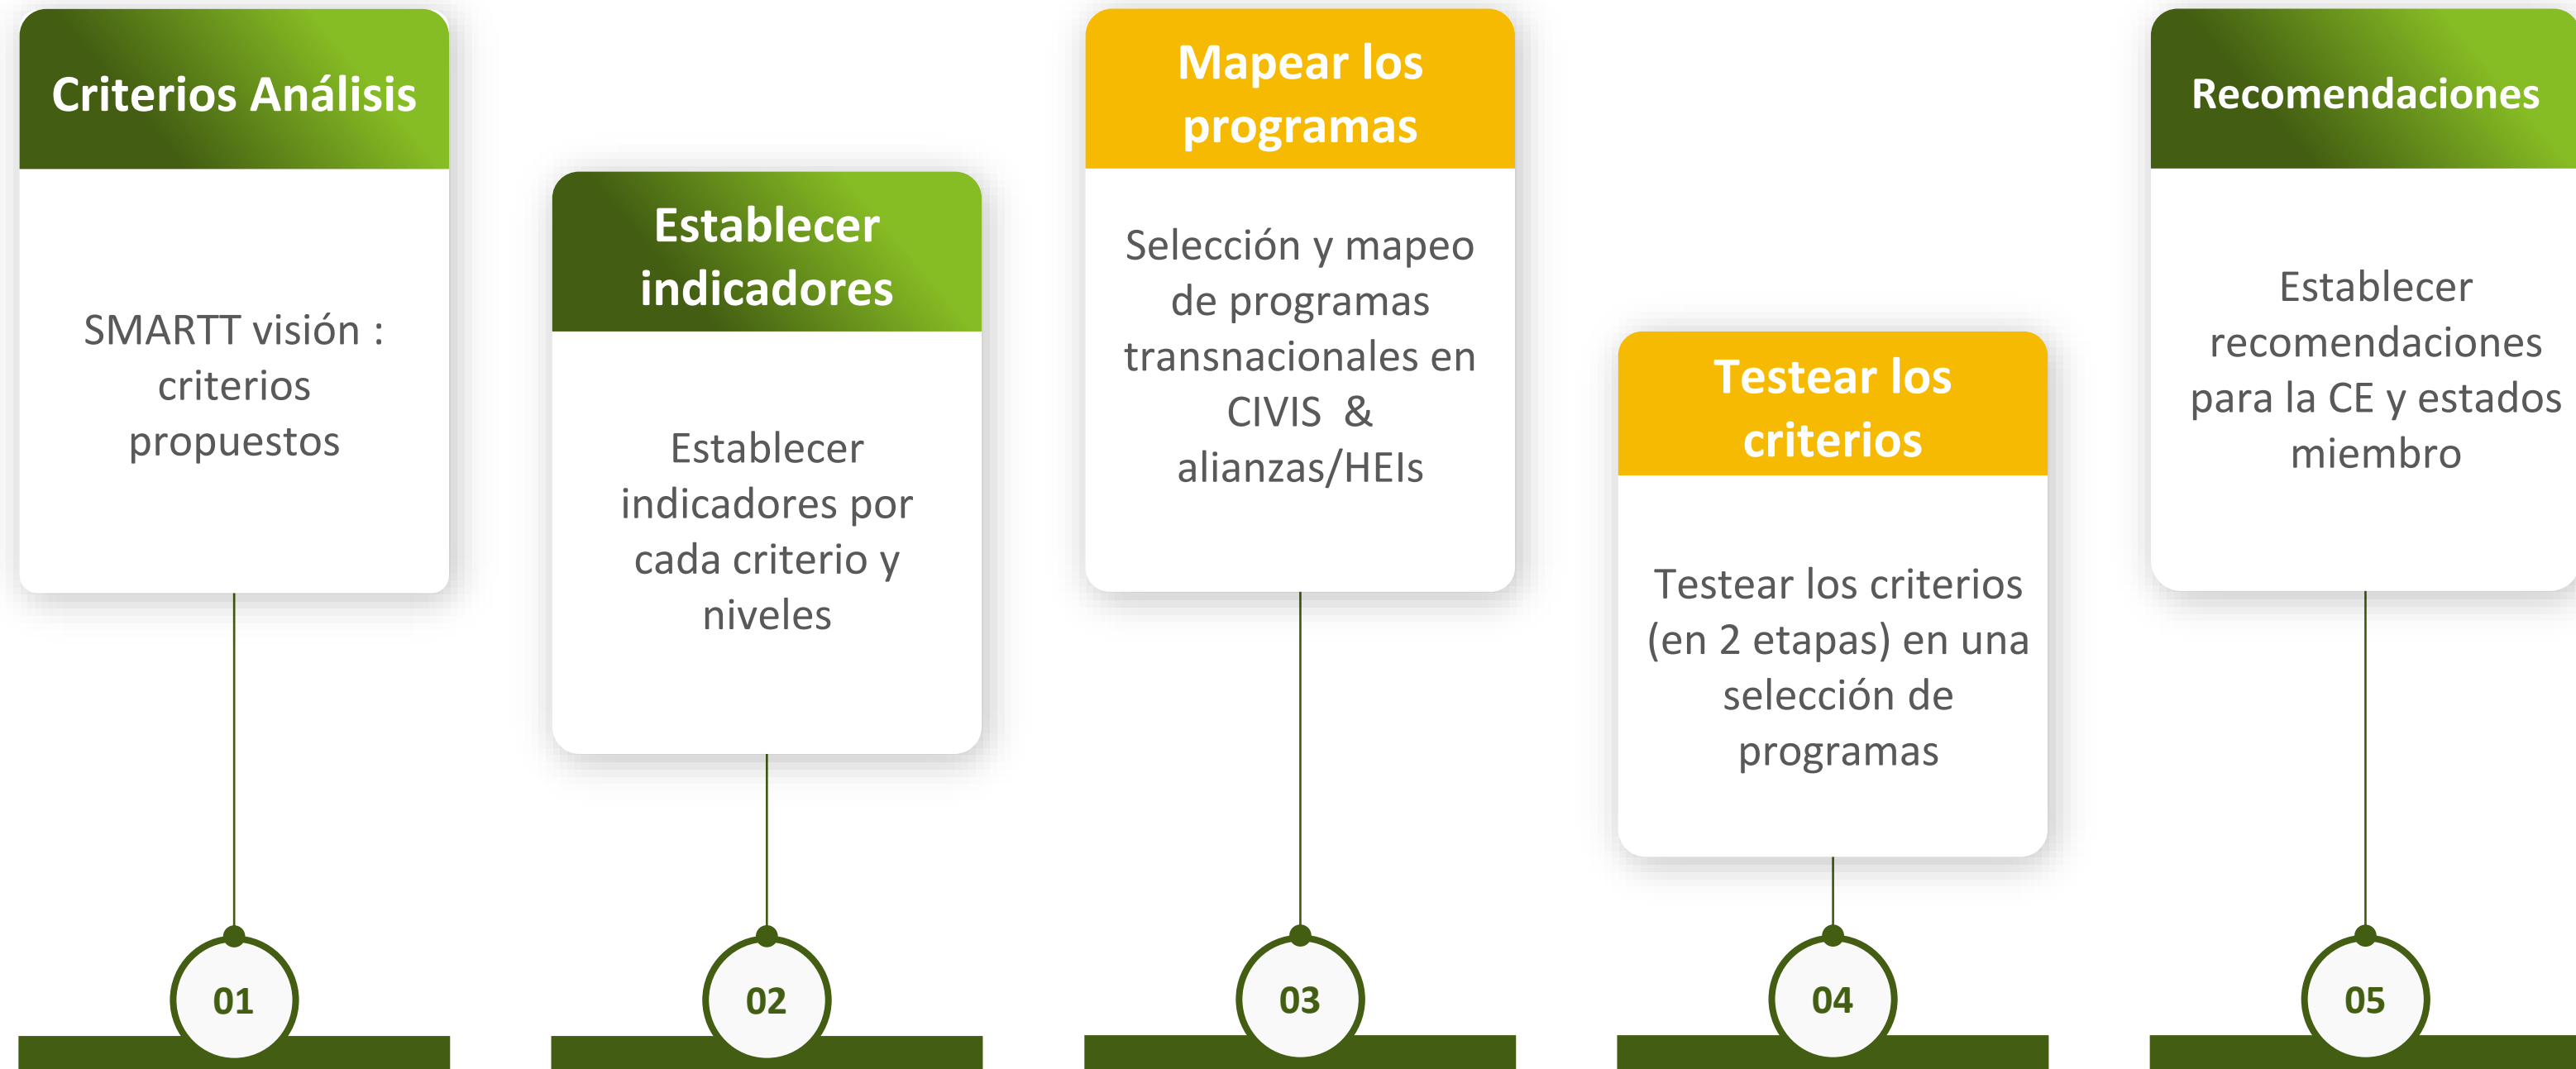 Criterios Análisis
SMARTT visión :
criterios
propuestos
01
Establecer
indicadores
Establecer
indicadores por
cada criterio y
niveles
02
Mapear los
programas
Selección y mapeo
de programas
transnacionales en
CIVIS &
alianzas/HEIs
03
Testear los
criterios
Testear los criterios
(en 2 etapas) en una
selección de
programas
04
Recomendaciones
Establecer
recomendaciones
para la CE y estados
miembro
05